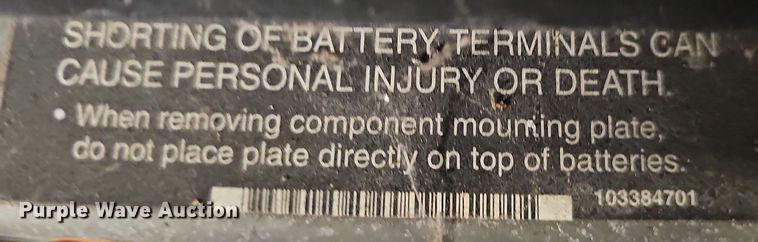 SHORTING OF BATTERY TERMINALS CAN
CAUSE PERSONAL INJURY OR DEATH.
• When removing component mounting plate,
do not place plate directly on top of batteries.
103384701
Purple Wave Auction